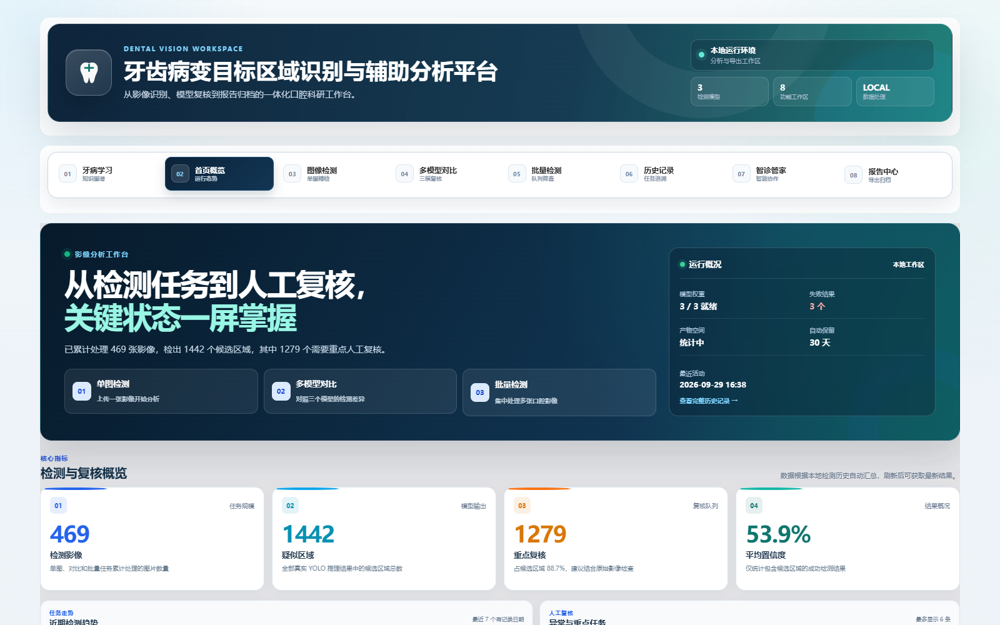 DENTAL VISION WORKSPACE
牙齿病变目标区域识别与辅助分析平台
从影像识别、模型复核到报告归档的一体化口腔科研工作台。
本地运行环境
分析与导出工作区
3
检测模型
8
功能工作区
LOCAL
数据处理
01
牙病学习
知识图谱
02
首页概览
运行态势
03
图像检测
单图精检
04
多模型对比
三模复核
05
批量检测
队列筛查
06
历史记录
任务追溯
07
智诊管家
智能协作
08
报告中心
导出归档
影像分析工作台
从检测任务到人工复核，
关键状态一屏掌握
已累计处理 469 张影像，检出 1442 个候选区域，其中 1279 个需要重点人工复核。
01
单图检测
上传一张影像开始分析
02
多模型对比
对照三个模型的检测差异
03
批量检测
集中处理多张口腔影像
运行概况
本地工作区
模型权重
3 / 3 就绪
失败结果
3 个
产物空间
统计中
自动保留
30 天
最近活动
2026-09-29 16:38
查看完整历史记录 →
核心指标
检测与复核概览
数据根据本地检测历史自动汇总，刷新后可获取最新结果。
01
任务规模
469
检测影像
单图、对比和批量任务累计处理的图片数量
02
模型输出
1442
疑似区域
全部真实 YOLO 推理结果中的候选区域总数
03
复核队列
1279
重点复核
占候选区域 88.7%，建议结合原始影像检查
04
结果概况
53.9%
平均置信度
仅统计包含候选区域的成功检测结果
任务走势
近期检测趋势
最近 7 个有记录日期
人工复核
异常与重点任务
最多显示 6 条